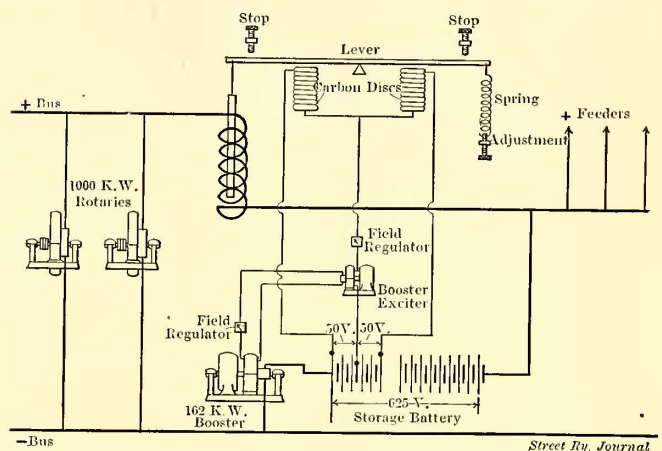 Stop
Stop
Lever
Carbon Discs
+ Bus
Spring
+ Feeders
Adjustment
1000 K.W.
Rotaries
Field
Regulator
Booster
Exciter
Field
Regulator
50V.
50V.
625 V.
162 K.W.
Booster
Storage Battery
-Bus
Street Ry. Journal